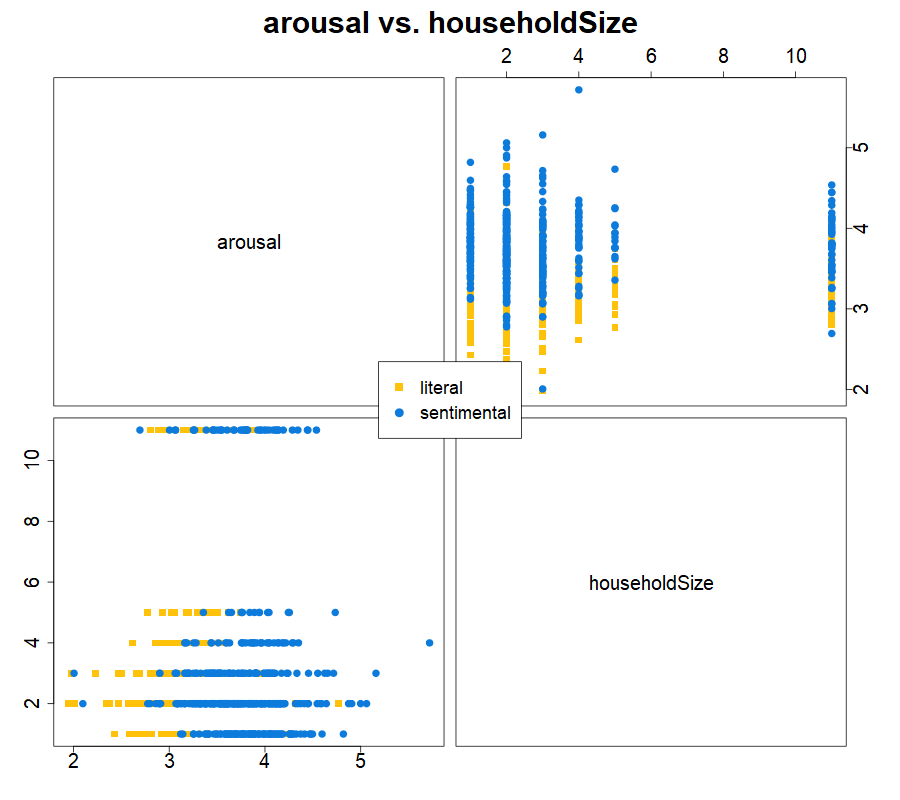 arousal vs. householdSize
2 4 6 8 10
arousal
5
4
3
2
literal
sentimental
10
8
6
4
2
householdSize
2 3 4 5